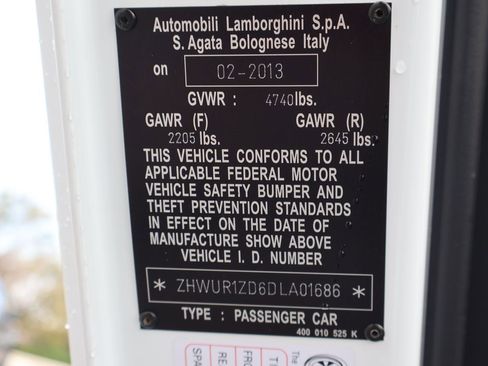 Automobili Lamborghini S.p.A.
S. Agata Bolognese Italy
on 02-2013
GVWR : 4740lbs.
GAWR (F) GAWR (R)
2205 lbs. 2645 lbs.
THIS VEHICLE CONFORMS TO ALL
APPLICABLE FEDERAL MOTOR
VEHICLE SAFETY BUMPER AND
THEFT PREVENTION STANDARDS
IN EFFECT ON THE DATE OF
MANUFACTURE SHOW ABOVE
VEHICLE I. D. NUMBER
* ZHWUR1ZD6DLA01686 *
TYPE : PASSENGER CAR
400 010 525 K
The